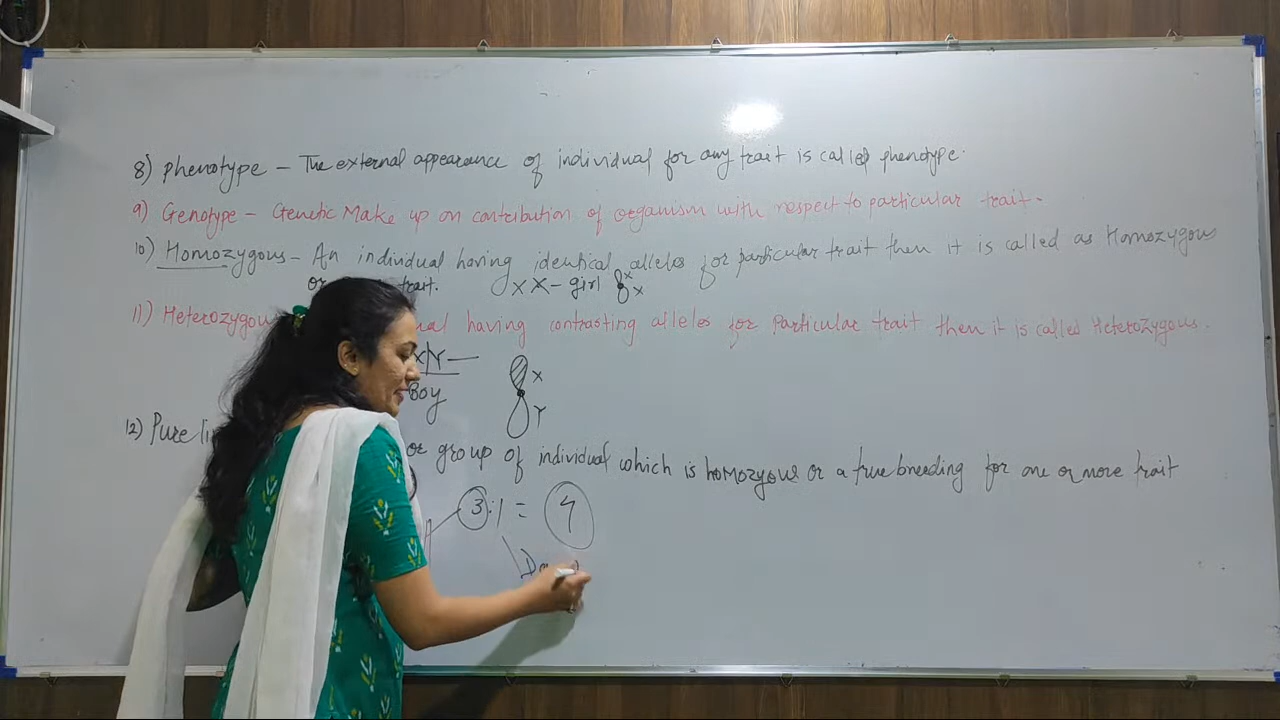 8) Phenotype – The external appearance of individual for any trait is called phenotype.
9) Genotype – Genetic Make up on contribution of organism with respect to particular trait.
10) Homozygous – An individual having identical alleles for particular trait then it is called as Homozygous
or trait. XX – girl X
X
11) Heterozygou having contrasting alleles for Particular trait then it is called Heterozygous.
X|Y —
Boy X
Y
12) Pure li
or group of individual which is homozyous or a true breeding for one or more trait
3:1 = 4